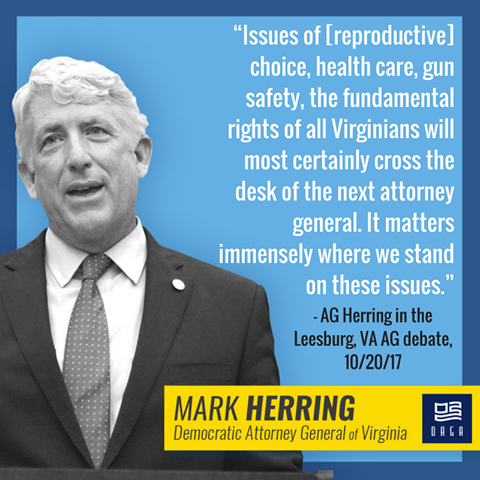 “Issues of [reproductive]
choice, health care, gun
safety, the fundamental
rights of all Virginians will
most certainly cross the
desk of the next attorney
general. It matters
immensely where we stand
on these issues.”
- AG Herring in the
Leesburg, VA AG debate,
10/20/17
MARK HERRING
Democratic Attorney General of Virginia
DAGA